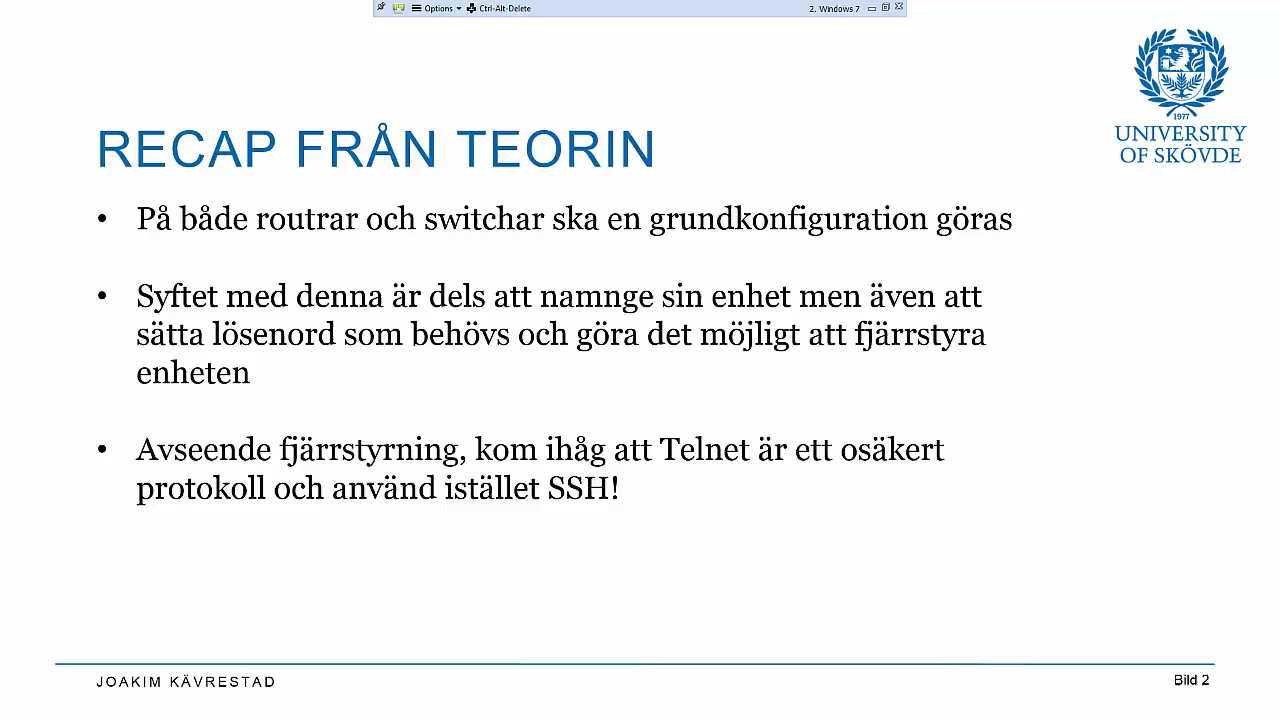 Options
Ctrl-Alt-Delete
2. Windows 7
1977
UNIVERSITY
OF SKÖVDE
RECAP FRÅN TEORIN
• På både routrar och switchar ska en grundkonfiguration göras
• Syftet med denna är dels att namnge sin enhet men även att
sätta lösenord som behövs och göra det möjligt att fjärrstyra
enheten
• Avseende fjärrstyrning, kom ihåg att Telnet är ett osäkert
protokoll och använd istället SSH!
JOAKIM KÄVRESTAD
Bild 2